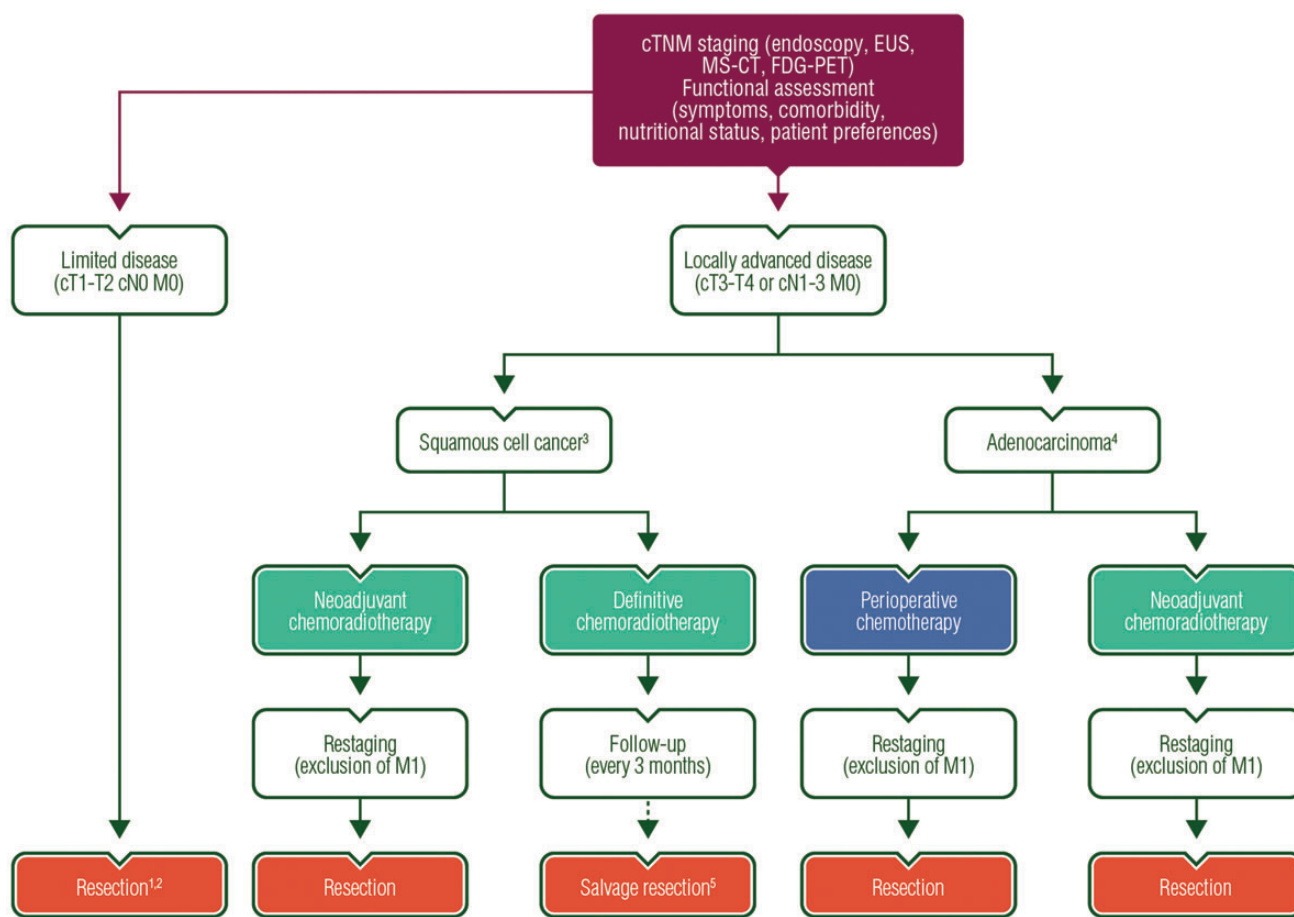 cTNM staging (endoscopy, EUS,
MS-CT, FDG-PET)
Functional assessment
(symptoms, comorbidity,
nutritional status, patient preferences)
Limited disease
(cT1-T2 cN0 M0)
Locally advanced disease
(cT3-T4 or cN1-3 M0)
Squamous cell cancer³
Adenocarcinoma⁴
Neoadjuvant
chemoradiotherapy
Definitive
chemoradiotherapy
Perioperative
chemotherapy
Neoadjuvant
chemoradiotherapy
Restaging
(exclusion of M1)
Follow-up
(every 3 months)
Restaging
(exclusion of M1)
Restaging
(exclusion of M1)
Resection¹,²
Resection
Salvage resection⁵
Resection
Resection